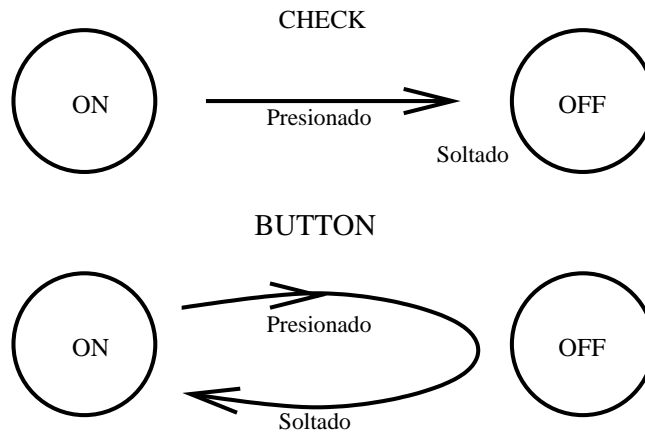 CHECK
ON
Presionado
OFF
Soltado
BUTTON
ON
Presionado
OFF
Soltado